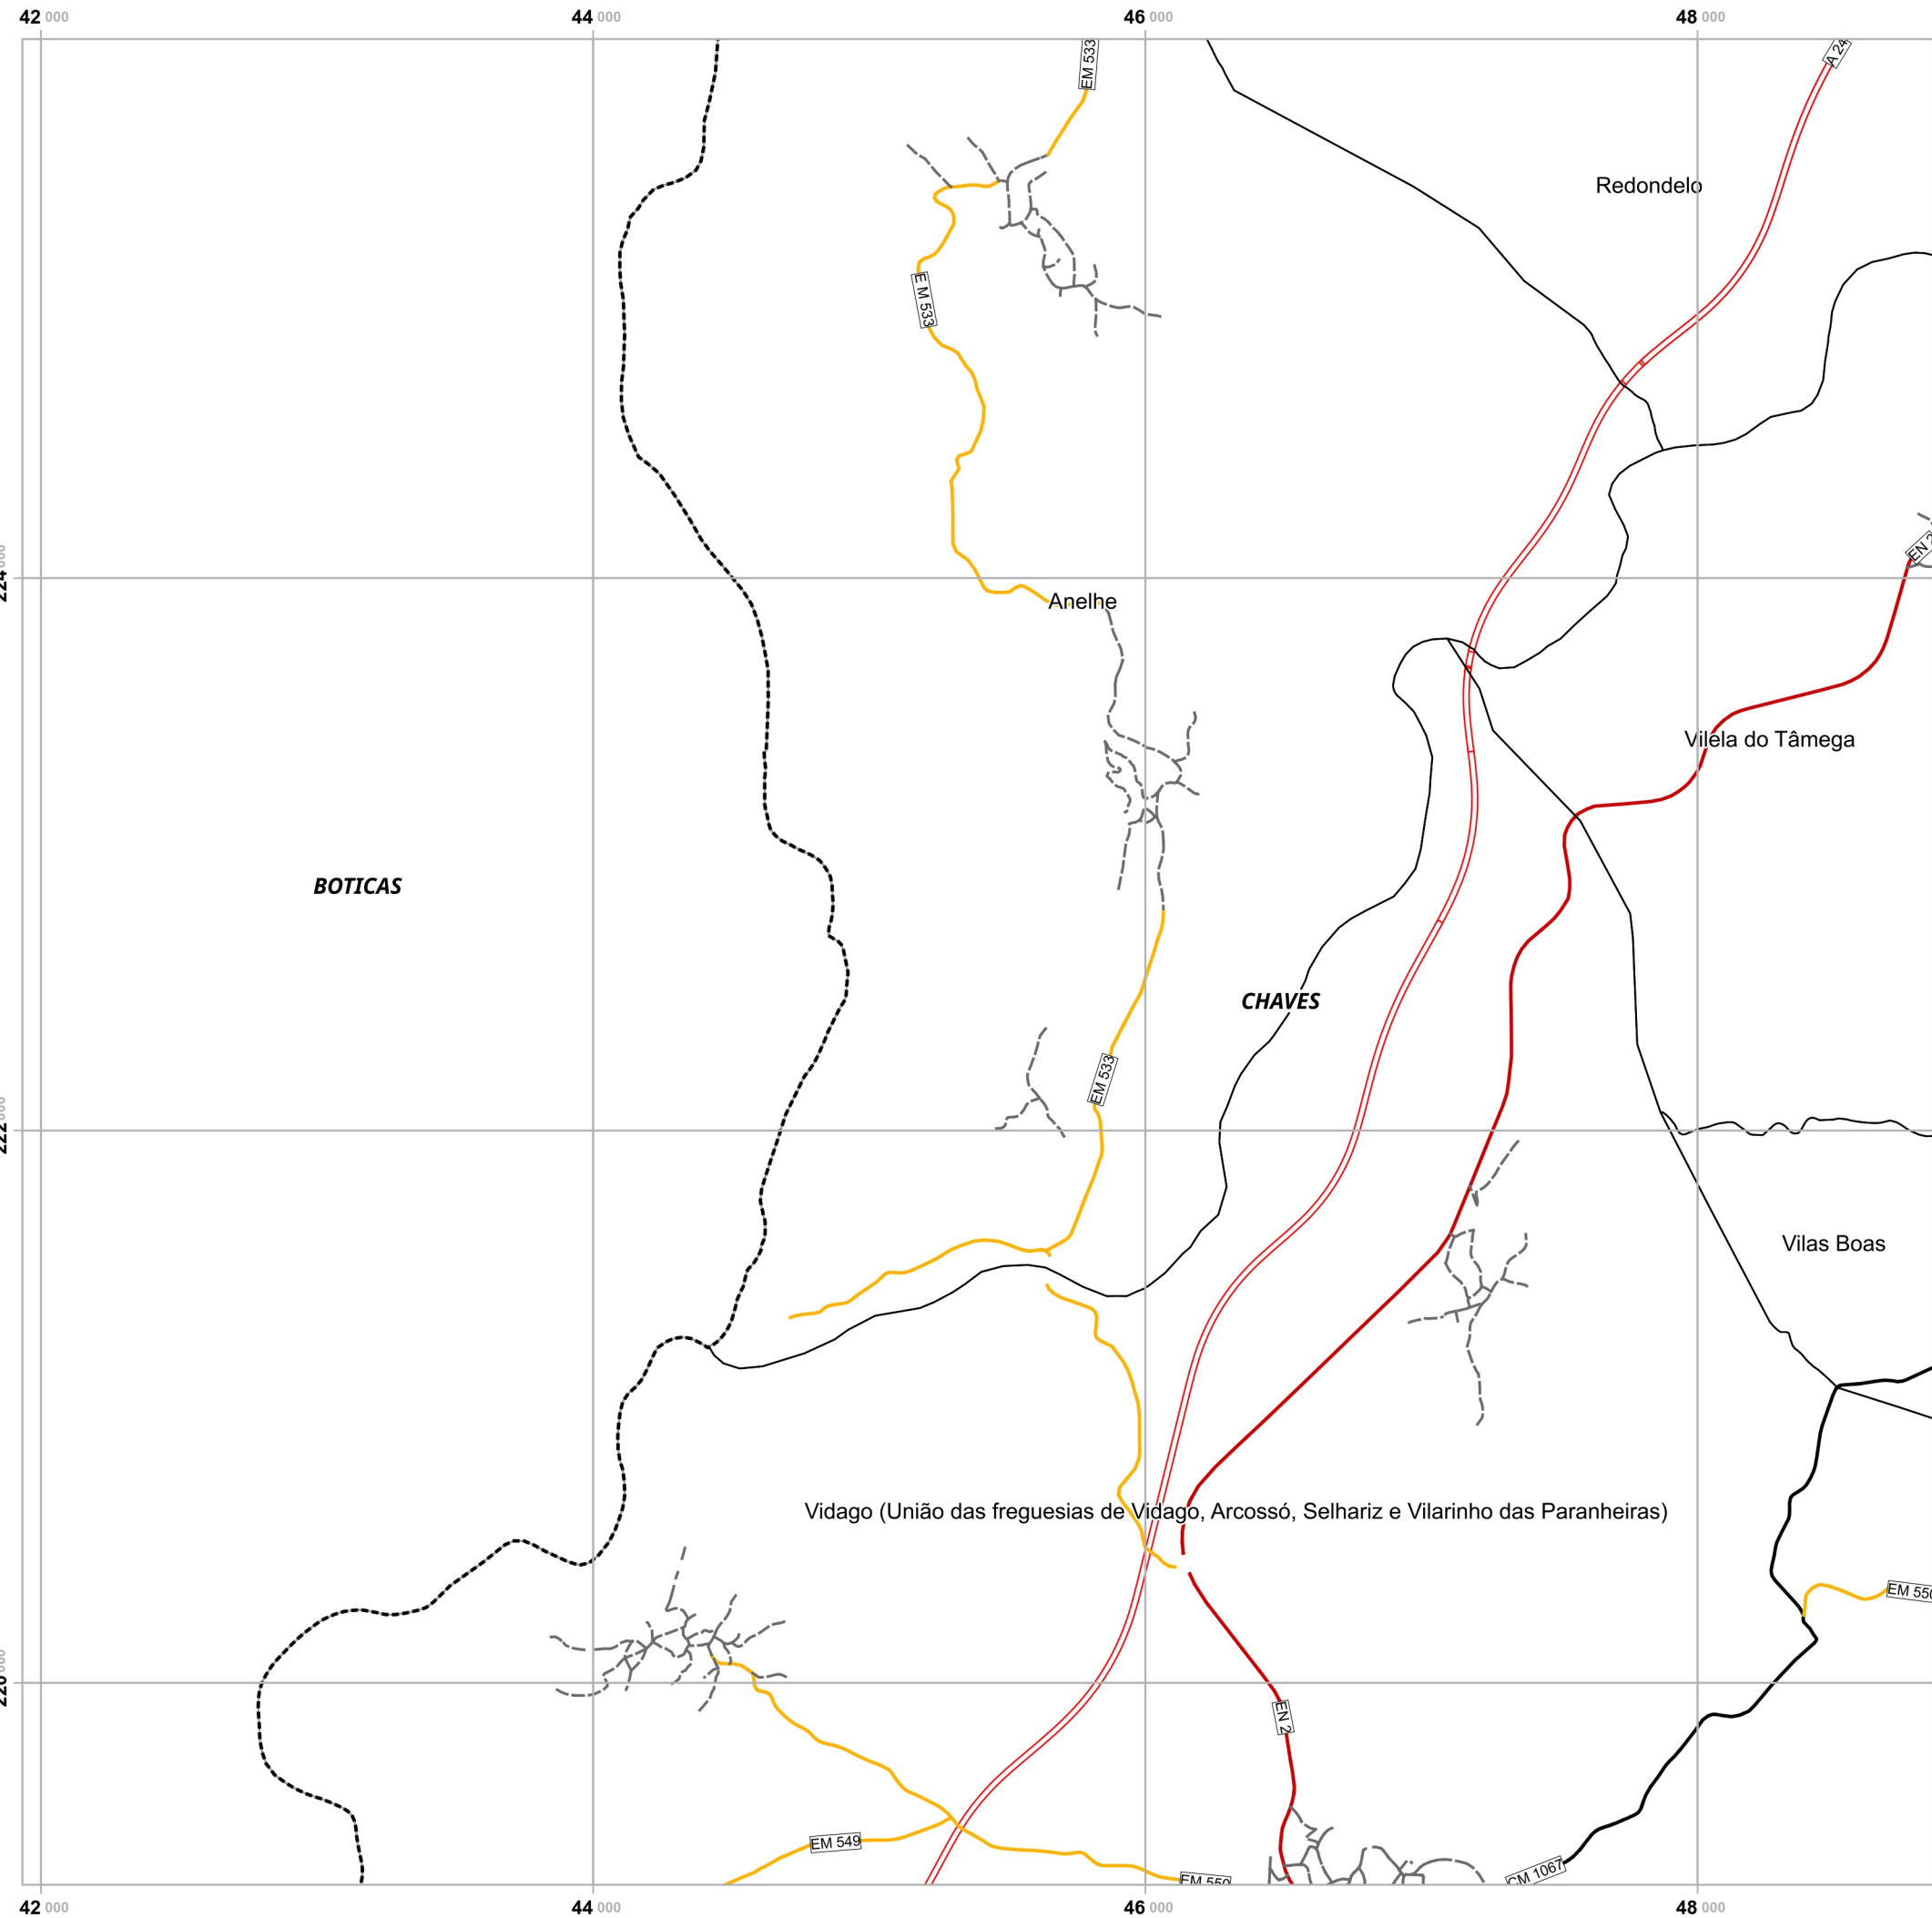 42 000
44 000
46 000
48 000
EM 533
A 24
Redondelo
E M 533
EN 2
224
Anelhe
Vilela do Tâmega
BOTICAS
CHAVES
EM 533
222
Vilas Boas
Vidago (União das freguesias de Vidago, Arcossó, Selhariz e Vilarinho das Paranheiras)
EM 550
220
EN 2
EM 549
EM 550
CM 1067
42 000
44 000
46 000
48 000